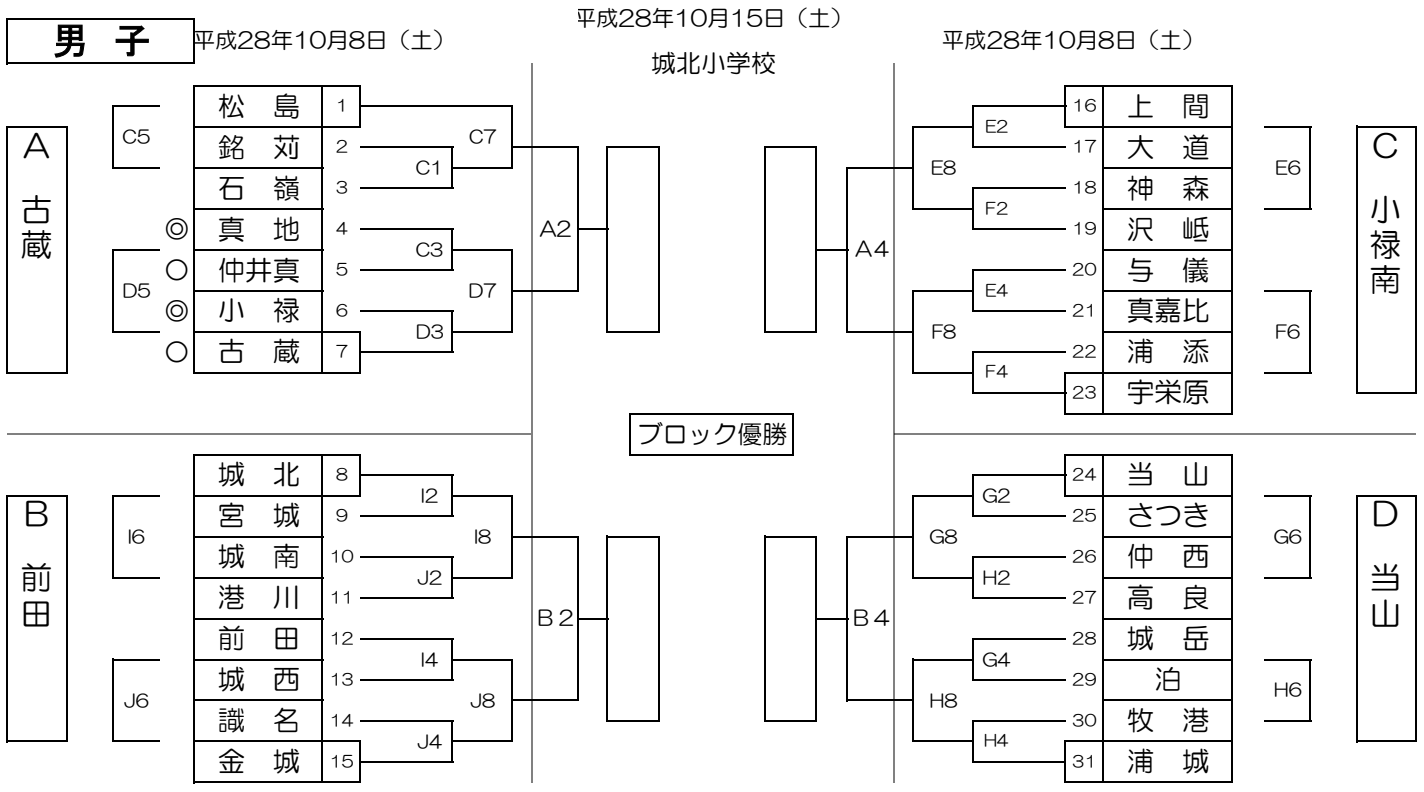 男 子
平成28年10月8日（土）
平成28年10月15日（土）
城北小学校
平成28年10月8日（土）
A 古蔵
C5
D5
松 島 1
銘 苅 2
石 嶺 3
◎ 真 地 4
○ 仲井真 5
◎ 小 禄 6
○ 古 蔵 7
C1
C3
D3
C7
D7
A2
A4
E8
F8
E2
F2
E4
F4
16 上 間
17 大 道
18 神 森
19 沢 岻
20 与 儀
21 真嘉比
22 浦 添
23 宇栄原
E6
F6
C 小禄南
ブロック優勝
B 前田
I6
J6
城 北 8
宮 城 9
城 南 10
港 川 11
前 田 12
城 西 13
識 名 14
金 城 15
I2
J2
I4
J4
I8
J8
B2
B4
G8
H8
G2
H2
G4
H4
24 当 山
25 さつき
26 仲 西
27 高 良
28 城 岳
29 泊
30 牧 港
31 浦 城
G6
H6
D 当山